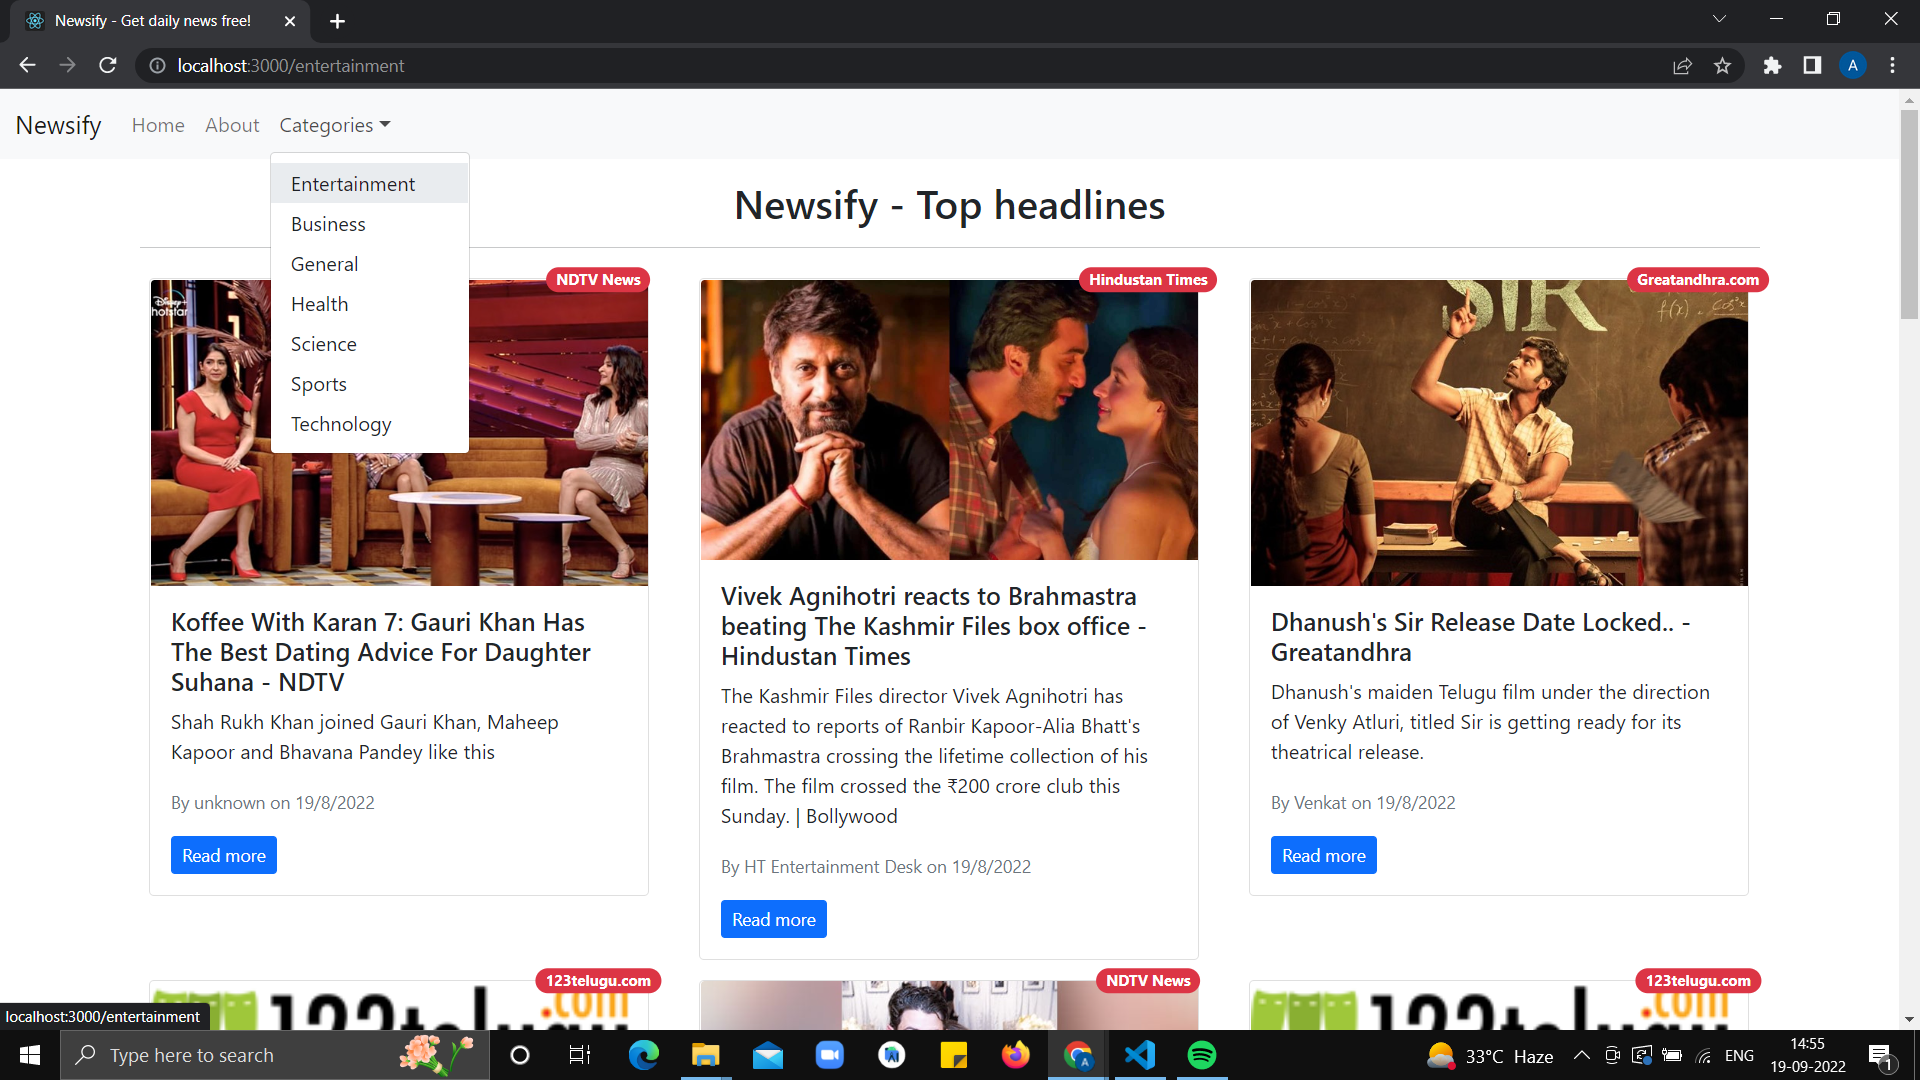 Newsify - Get daily news free!
localhost:3000/entertainment
A
Newsify
Home
About
Categories
Entertainment
Business
General
Health
Science
Sports
Technology
Newsify - Top headlines
NDTV News
Hindustan Times
Greatandhra.com
Disney+
hotstar
SIR
Koffee With Karan 7: Gauri Khan Has
The Best Dating Advice For Daughter
Suhana - NDTV
Shah Rukh Khan joined Gauri Khan, Maheep
Kapoor and Bhavana Pandey like this
By unknown on 19/8/2022
Read more
Vivek Agnihotri reacts to Brahmastra
beating The Kashmir Files box office -
Hindustan Times
The Kashmir Files director Vivek Agnihotri has
reacted to reports of Ranbir Kapoor-Alia Bhatt's
Brahmastra crossing the lifetime collection of his
film. The film crossed the ₹200 crore club this
Sunday. | Bollywood
By HT Entertainment Desk on 19/8/2022
Read more
Dhanush's Sir Release Date Locked.. -
Greatandhra
Dhanush's maiden Telugu film under the direction
of Venky Atluri, titled Sir is getting ready for its
theatrical release.
By Venkat on 19/8/2022
Read more
123telugu.com
NDTV News
123telugu.com
123telugu
.com
123telugu
.com
localhost:3000/entertainment
Type here to search
33°C Haze
ENG
14:55
19-09-2022
1